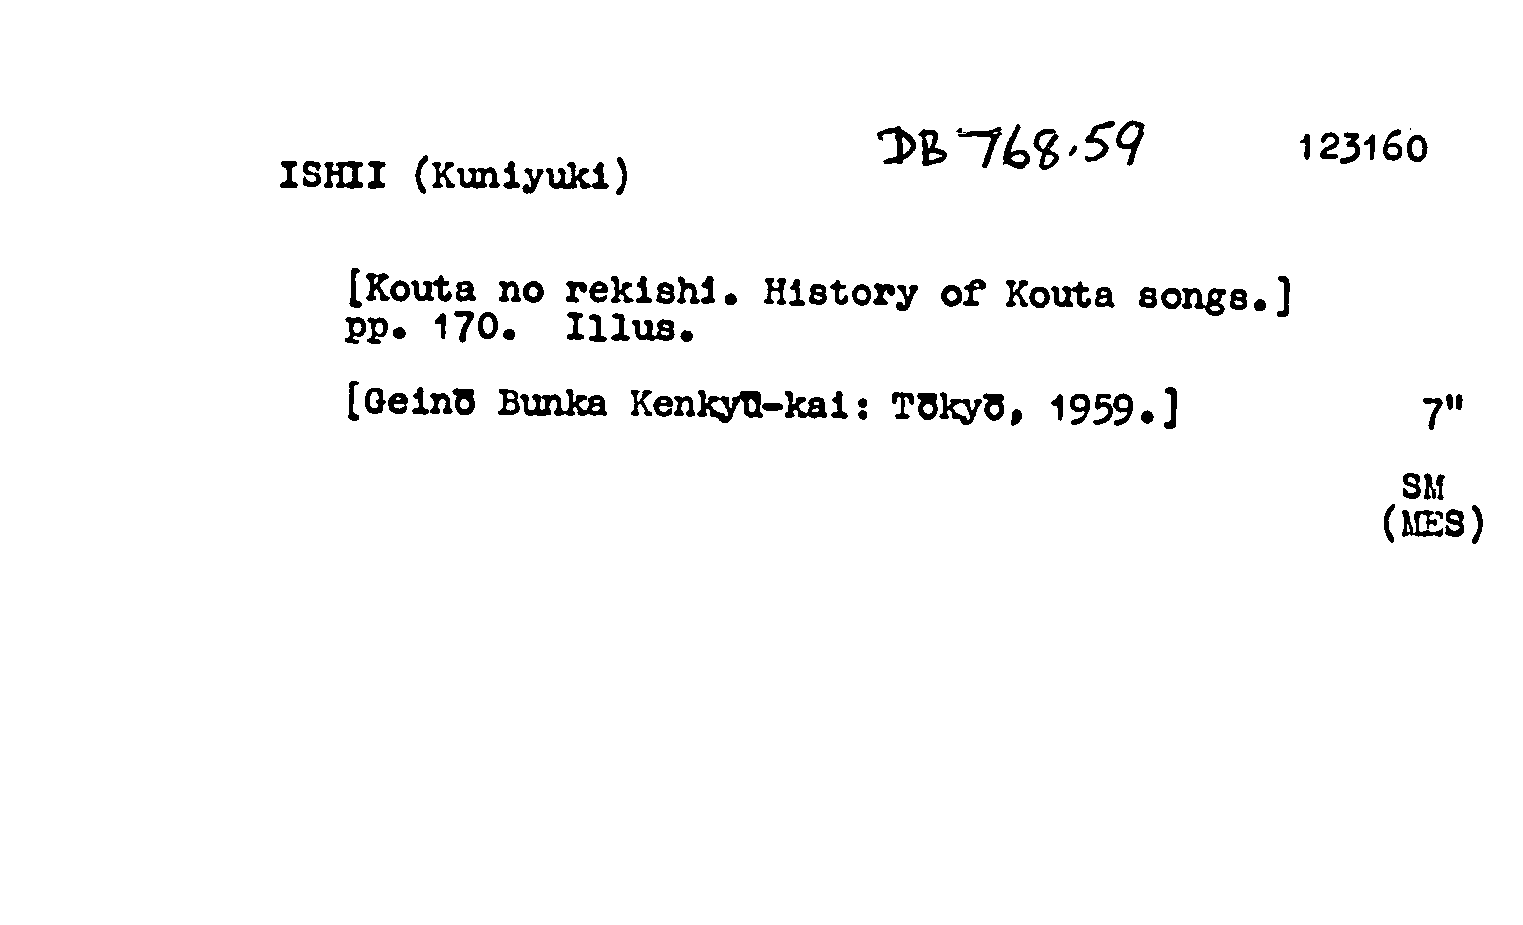 DB 768.59 123160
ISHII (Kuniyuki)
[Kouta no rekishi. History of Kouta songs.]
pp. 170. Illus.
[Geinō Bunka Kenkyū-kai: Tōkyō, 1959.] 7"
SM
(MES)